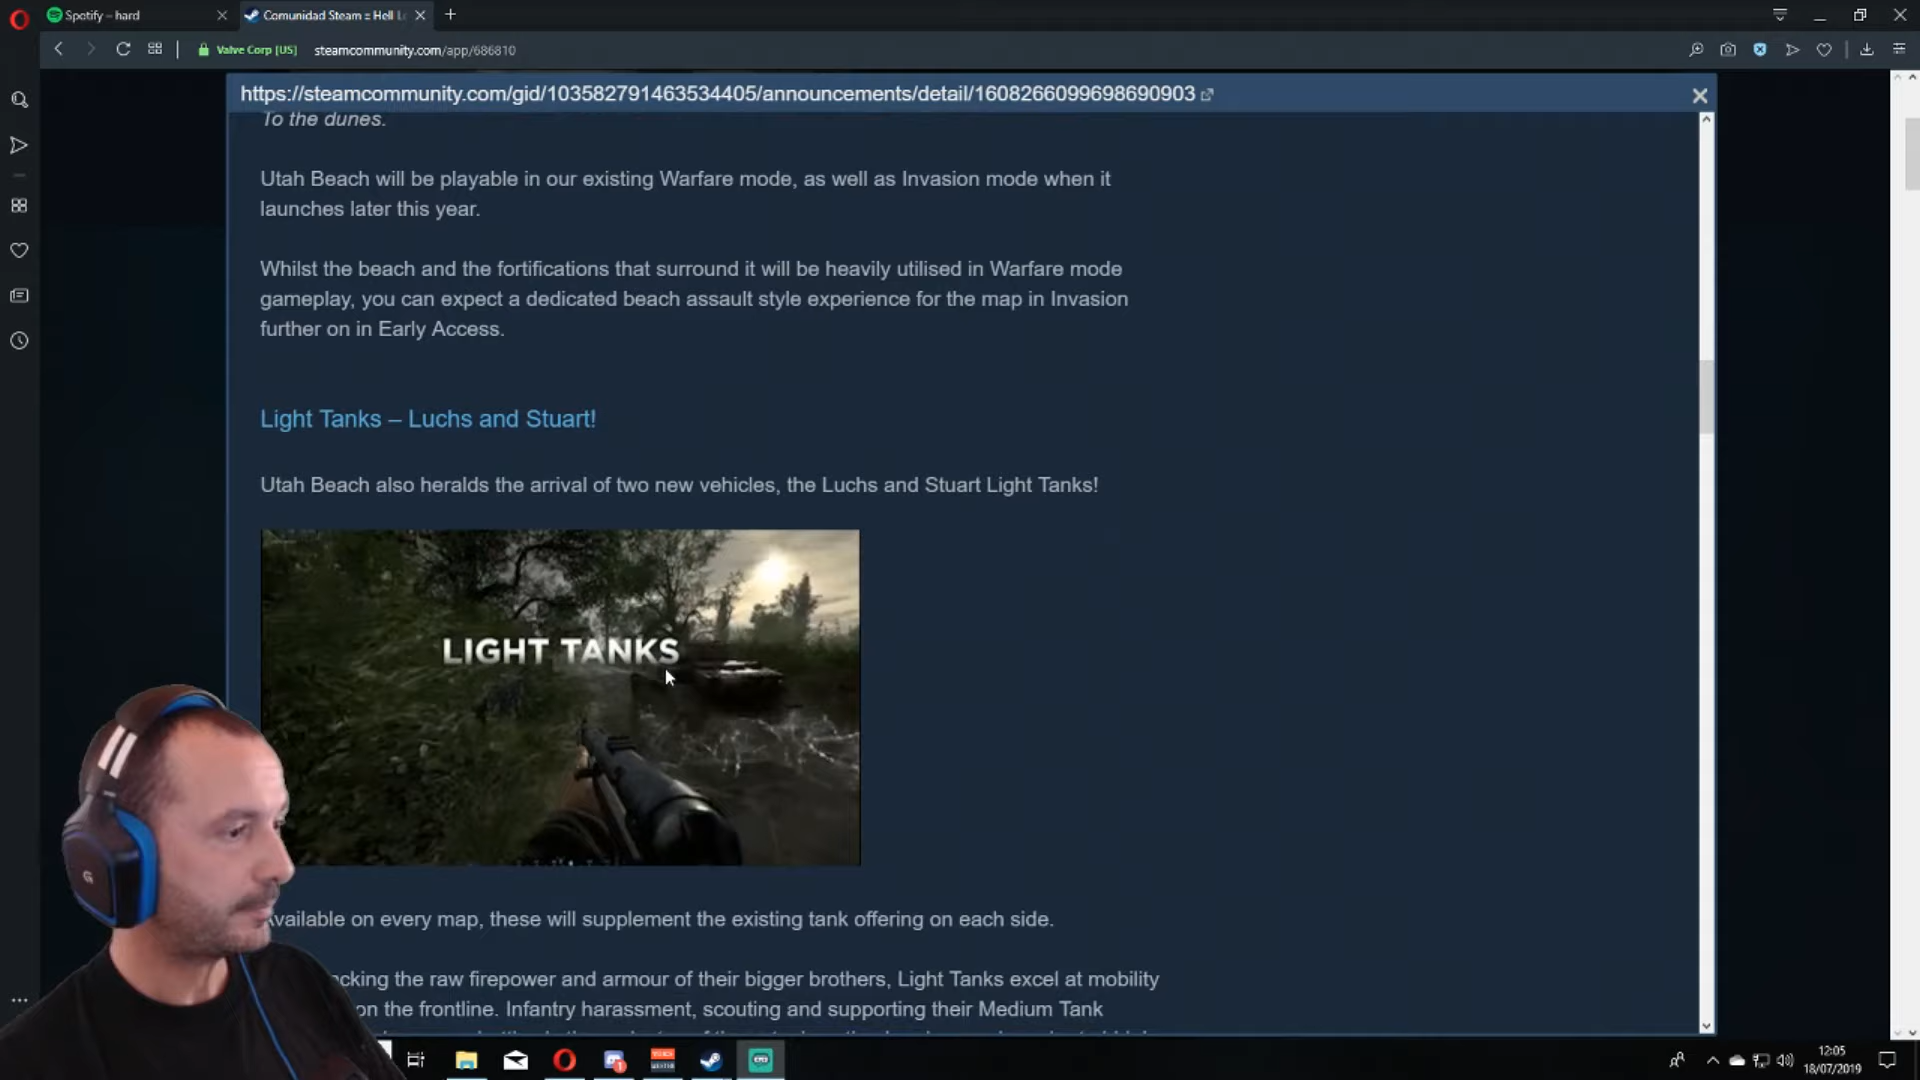 Spotify – hard
Comunidad Steam :: Hell L
Valve Corp [US]
steamcommunity.com/app/686810
https://steamcommunity.com/gid/103582791463534405/announcements/detail/1608266099698690903
To the dunes.
Utah Beach will be playable in our existing Warfare mode, as well as Invasion mode when it
launches later this year.
Whilst the beach and the fortifications that surround it will be heavily utilised in Warfare mode
gameplay, you can expect a dedicated beach assault style experience for the map in Invasion
further on in Early Access.
Light Tanks – Luchs and Stuart!
Utah Beach also heralds the arrival of two new vehicles, the Luchs and Stuart Light Tanks!
LIGHT TANKS
Available on every map, these will supplement the existing tank offering on each side.
cking the raw firepower and armour of their bigger brothers, Light Tanks excel at mobility
on the frontline. Infantry harassment, scouting and supporting their Medium Tank
12:05
18/07/2019